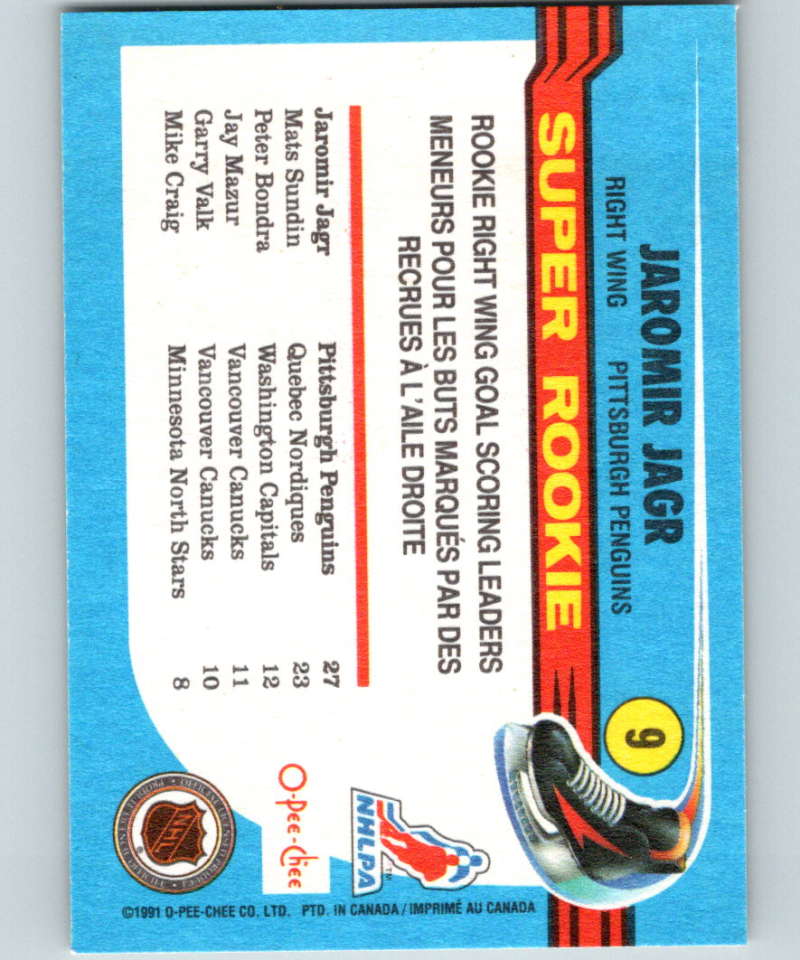 JAROMIR JAGR
RIGHT WING PITTSBURGH PENGUINS
9
SUPER ROOKIE
ROOKIE RIGHT WING GOAL SCORING LEADERS
MENEURS POUR LES BUTS MARQUÉS PAR DES
RECRUES À L'AILE DROITE
Jaromir Jagr Pittsburgh Penguins 27
Mats Sundin Quebec Nordiques 23
Peter Bondra Washington Capitals 12
Jay Mazur Vancouver Canucks 11
Garry Valk Vancouver Canucks 10
Mike Craig Minnesota North Stars 8
NHLPA
TM
O-Pee-Chee
NHL
©1991 O-PEE-CHEE CO. LTD. PTD. IN CANADA/IMPRIMÉ AU CANADA